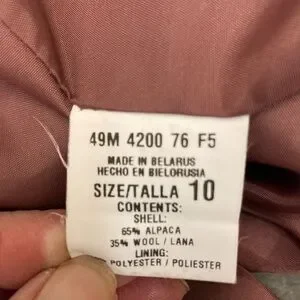 49M 4200 76 F5
MADE IN BELARUS
HECHO EN BIELORUSIA
SIZE/TALLA 10
CONTENTS:
SHELL:
65% ALPACA
35% WOOL / LANA
LINING:
POLYESTER / POLIESTER